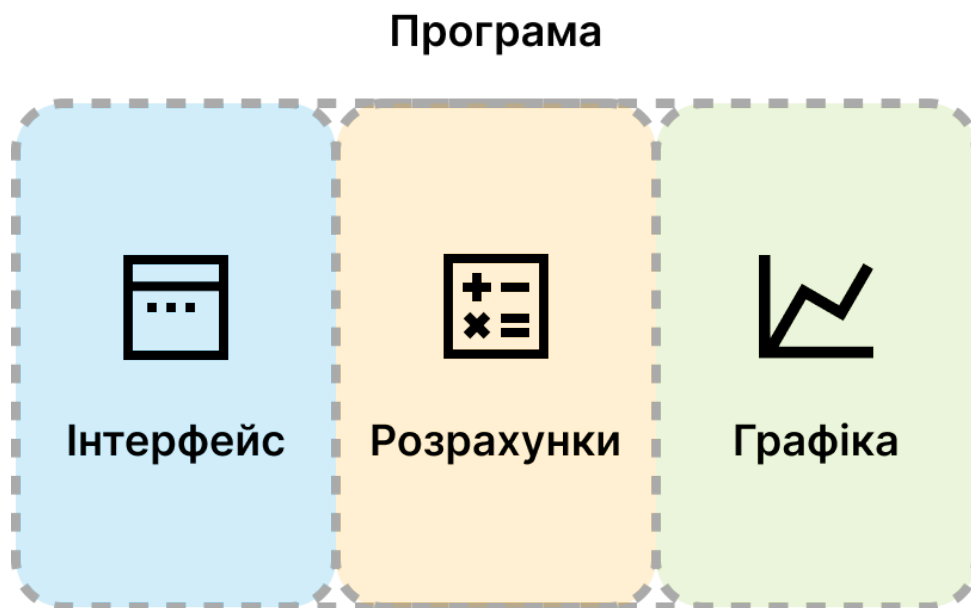 Програма
Інтерфейс
Розрахунки
Графіка